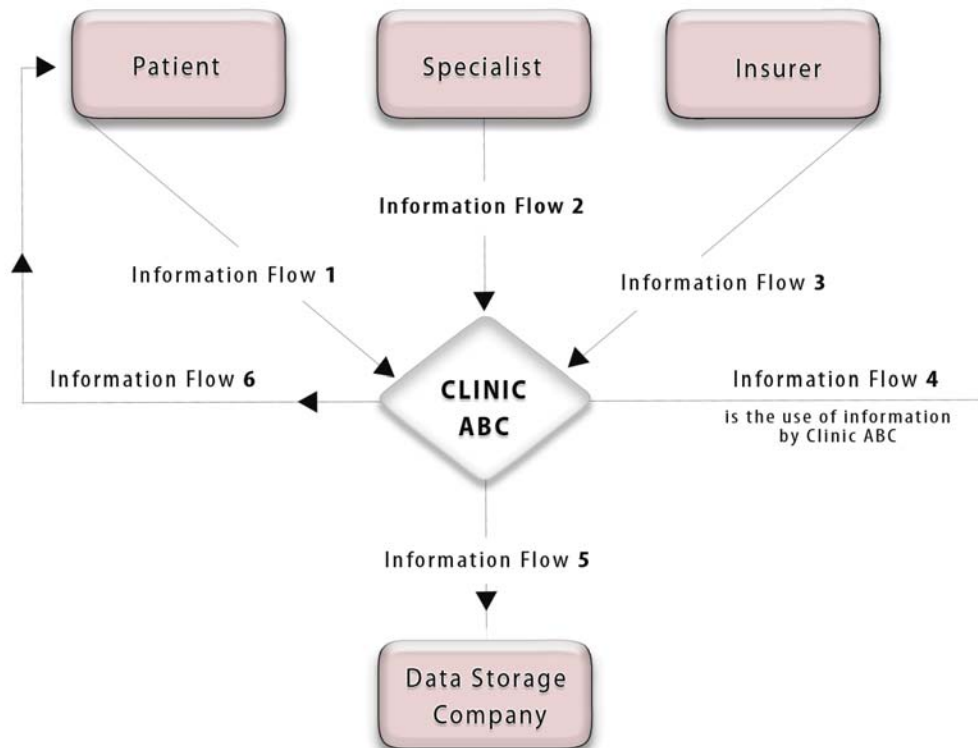 Patient
Specialist
Insurer
Information Flow 2
Information Flow 1
Information Flow 3
Information Flow 6
CLINIC
ABC
Information Flow 4
is the use of information
by Clinic ABC
Information Flow 5
Data Storage
Company